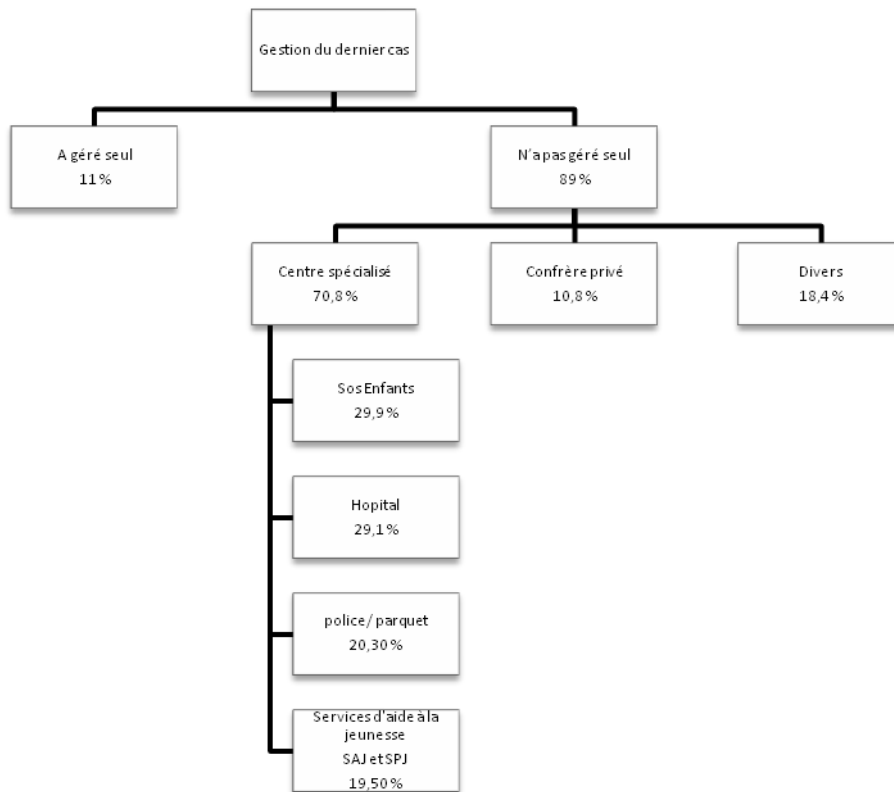 Gestion du dernier cas
A géré seul
11%
N'a pas géré seul
89%
Centre spécialisé
70,8%
Confrère privé
10,8%
Divers
18,4%
Sos Enfants
29,9%
Hopital
29,1%
police/ parquet
20,30%
Services d'aide à la
jeunesse
SAJ et SPJ
19,50%